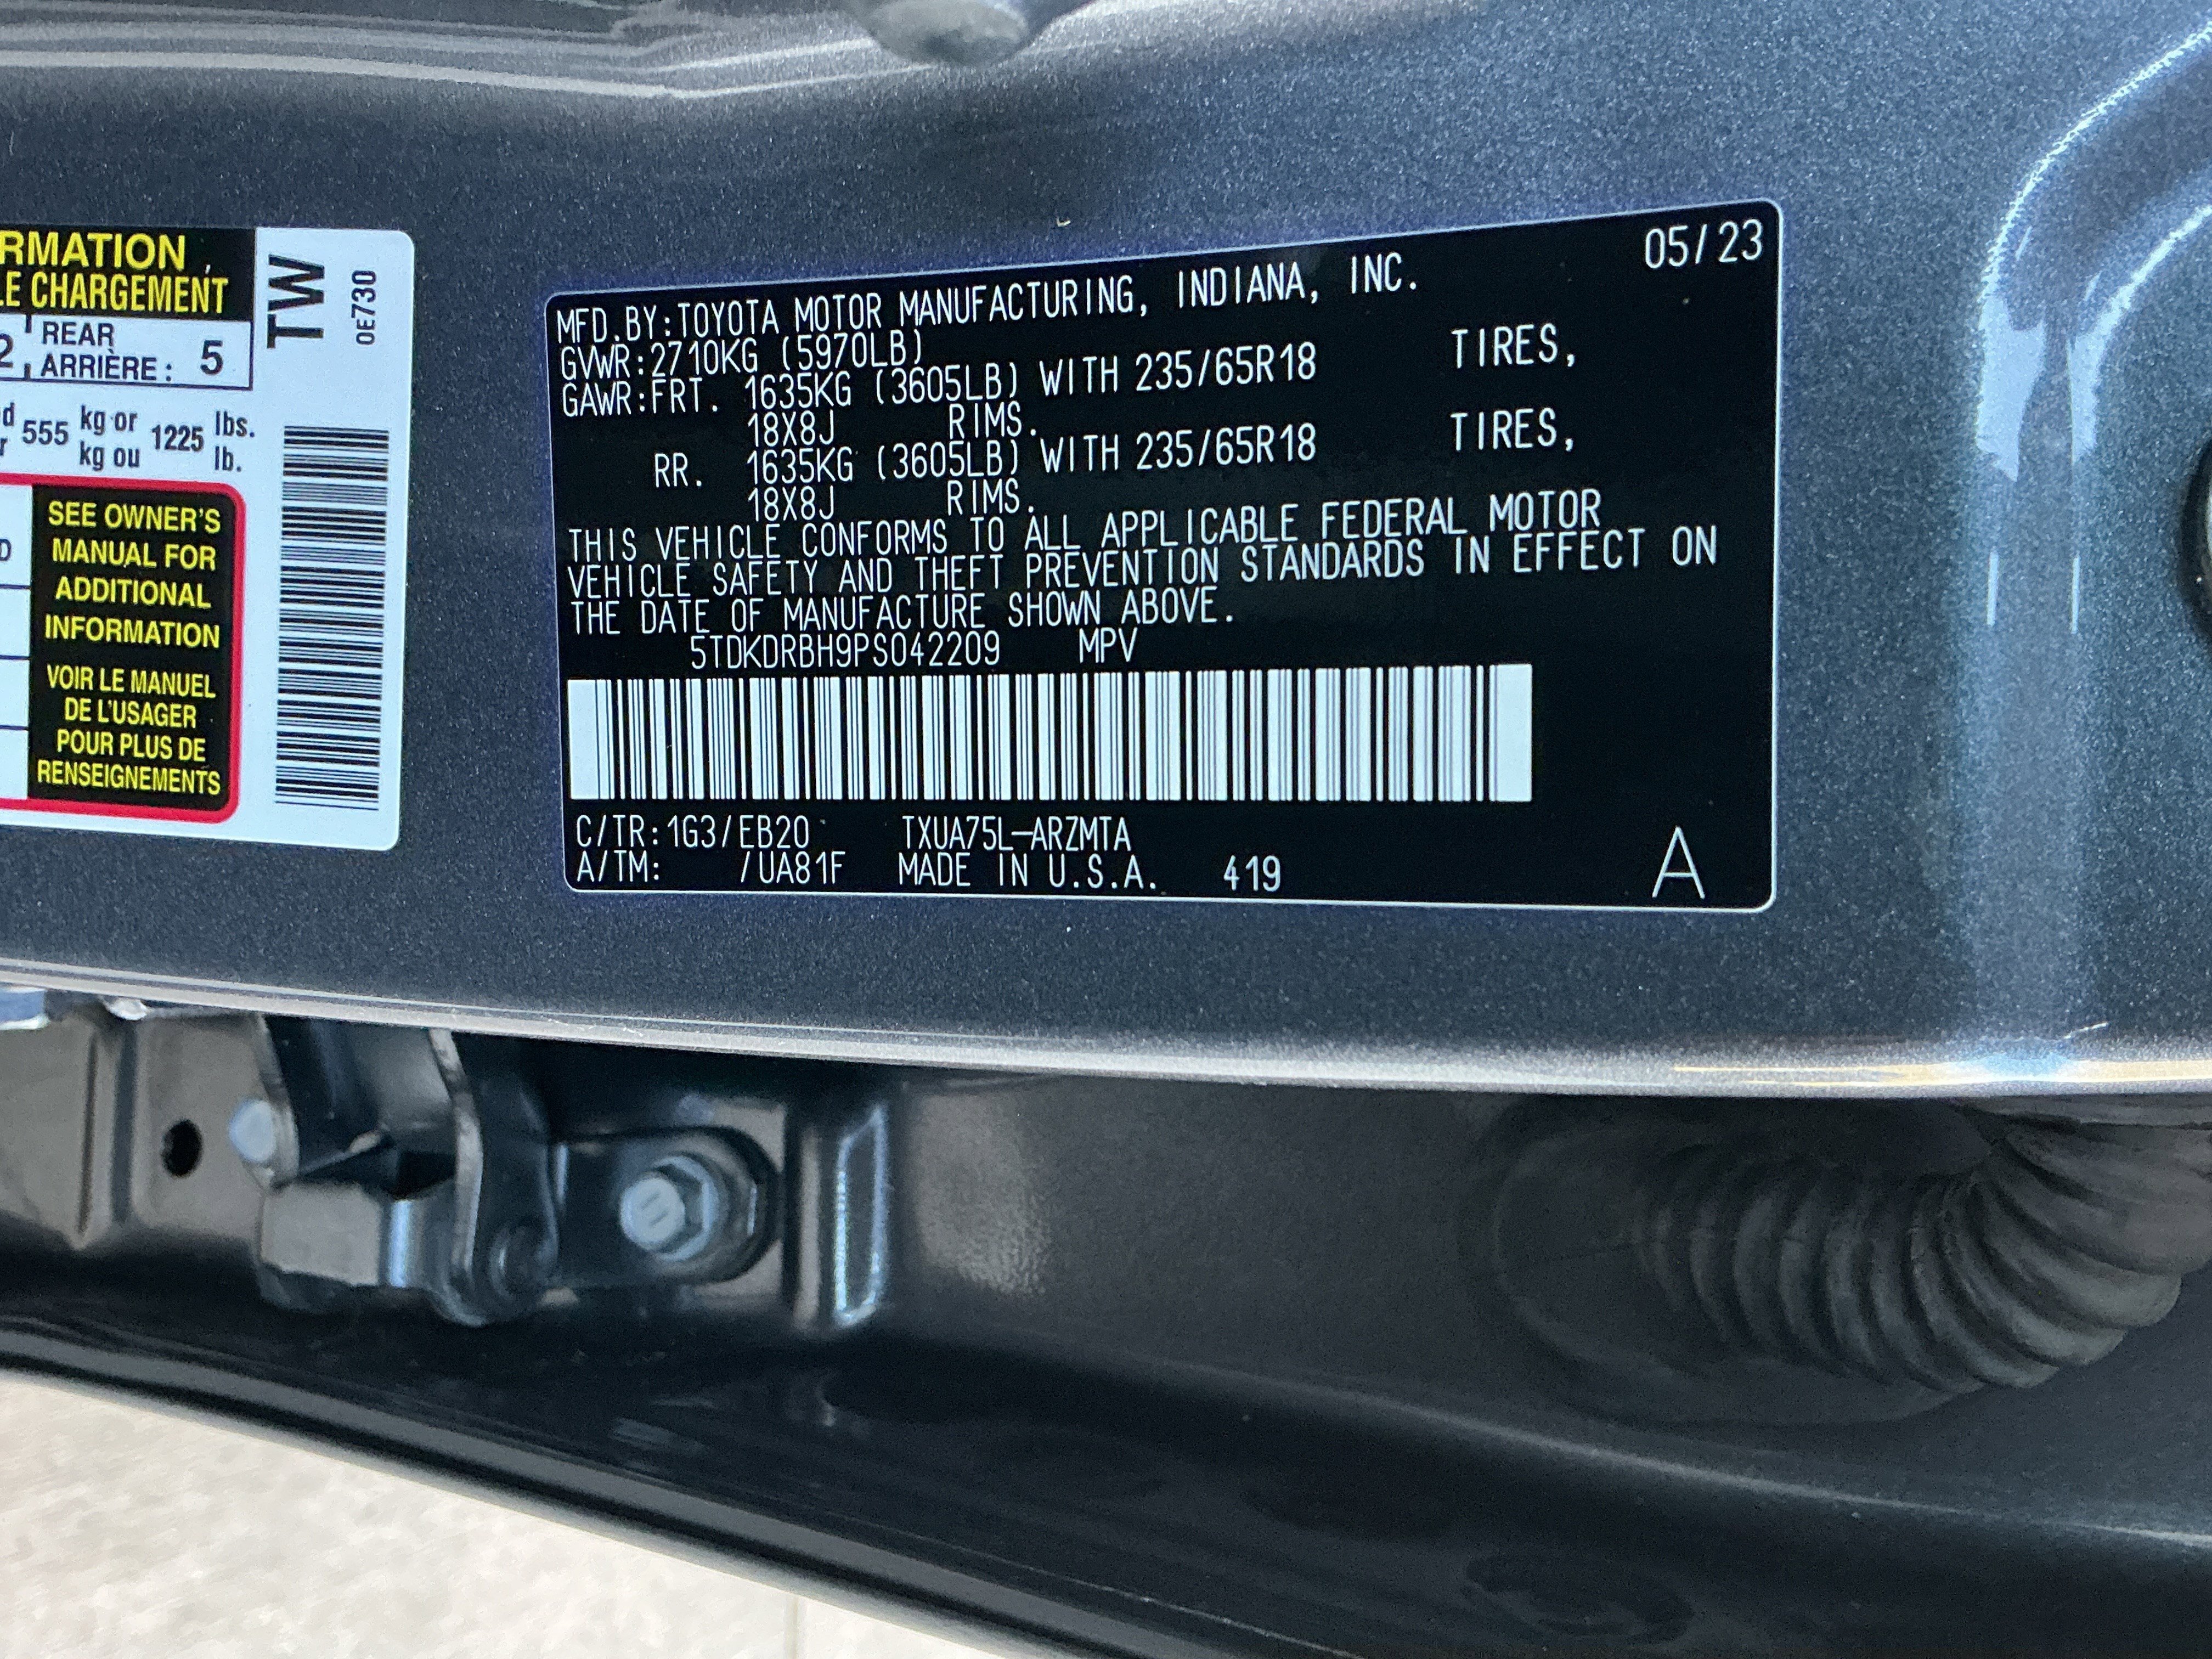 RMATION
LE CHARGEMENT
2 REAR
ARRIÈRE : 5
555 kg or 1225 lbs.
kg ou lb.
SEE OWNER'S
MANUAL FOR
ADDITIONAL
INFORMATION
VOIR LE MANUEL
DE L'USAGER
POUR PLUS DE
RENSEIGNEMENTS
TW
0E730
05/23
MFD.BY:TOYOTA MOTOR MANUFACTURING, INDIANA, INC.
GVWR:2710KG (5970LB)
GAWR:FRT. 1635KG (3605LB) WITH 235/65R18 TIRES,
18X8J RIMS.
RR. 1635KG (3605LB) WITH 235/65R18 TIRES,
18X8J RIMS.
THIS VEHICLE CONFORMS TO ALL APPLICABLE FEDERAL MOTOR
VEHICLE SAFETY AND THEFT PREVENTION STANDARDS IN EFFECT ON
THE DATE OF MANUFACTURE SHOWN ABOVE.
5TDKDRBH9PS042209 MPV
C/TR:1G3/EB20 TXUA75L-ARZMTA
A/TM: /UA81F MADE IN U.S.A. 419
A